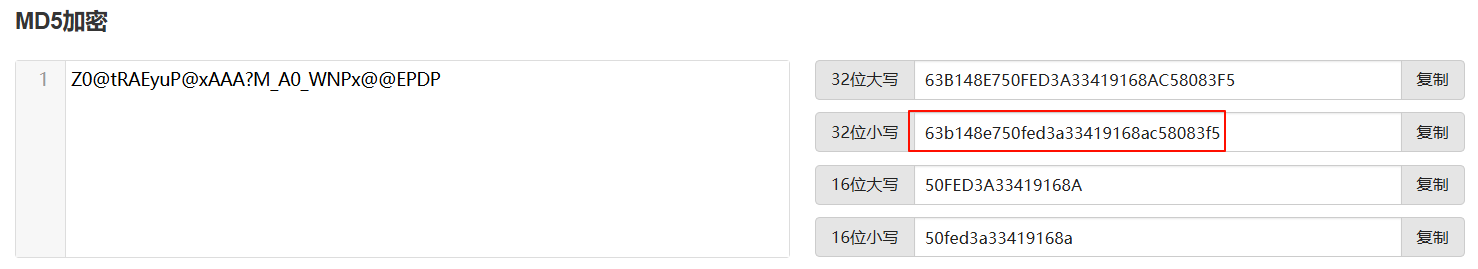 MD5加密
1 Z0@tRAEyuP@xAAA?M_A0_WNPx@@EPDP
32位大写 63B148E750FED3A33419168AC58083F5 复制
32位小写 63b148e750fed3a33419168ac58083f5 复制
16位大写 50FED3A33419168A 复制
16位小写 50fed3a33419168a 复制